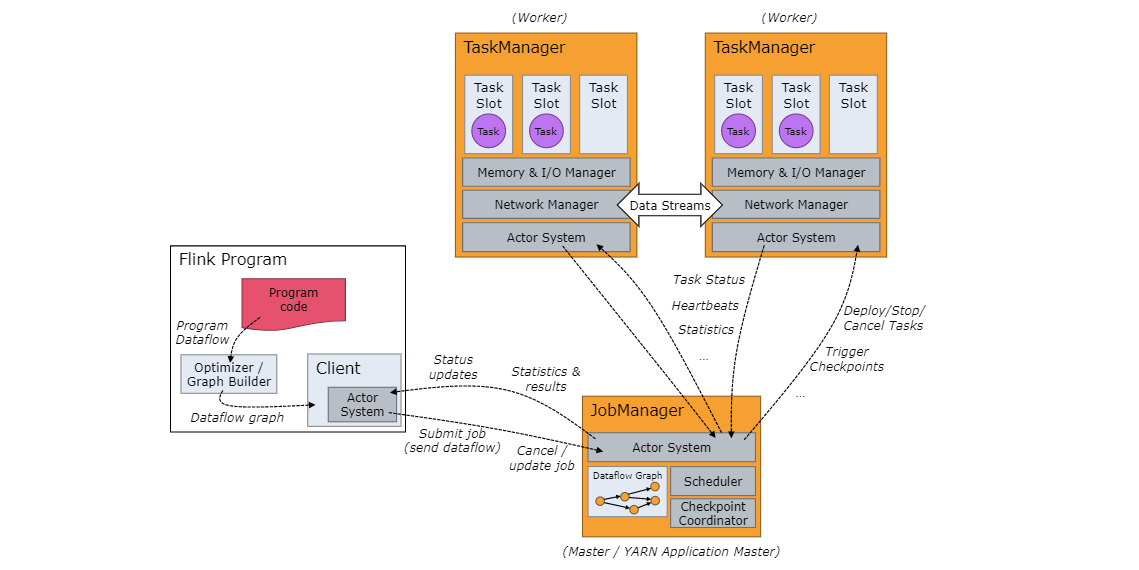 (Worker)
(Worker)
TaskManager
Task
Slot
Task
Slot
Task
Slot
Task
Task
Memory & I/O Manager
Network Manager
Actor System
Data Streams
TaskManager
Task
Slot
Task
Slot
Task
Slot
Task
Task
Memory & I/O Manager
Network Manager
Actor System
Flink Program
Program
code
Program
Dataflow
Optimizer /
Graph Builder
Dataflow graph
Client
Actor
System
Status
updates
Statistics &
results
Submit job
(send dataflow)
Cancel /
update job
Task Status
Heartbeats
Statistics
...
Deploy/Stop/
Cancel Tasks
Trigger
Checkpoints
...
JobManager
Actor System
Dataflow Graph
Scheduler
Checkpoint
Coordinator
(Master / YARN Application Master)